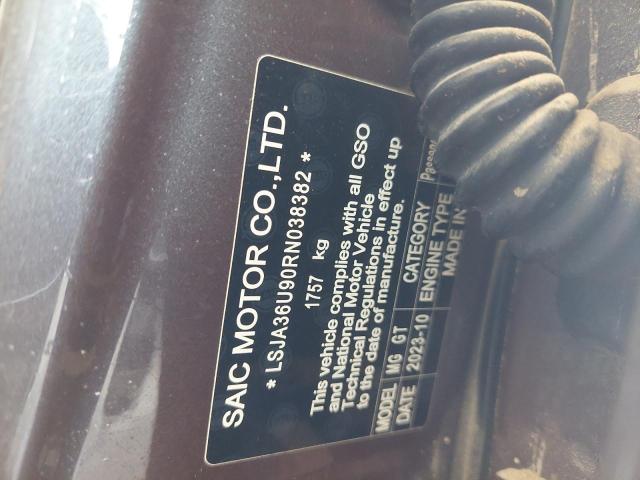 SAIC MOTOR CO.,LTD.
* LSJA36U90RN038382 *
1757 kg
This vehicle complies with all GSO
and National Motor Vehicle
Technical Regulations in effect up
to the date of manufacture.
MODEL MG GT CATEGORY
DATE 2023-10 ENGINE TYPE
MADE IN